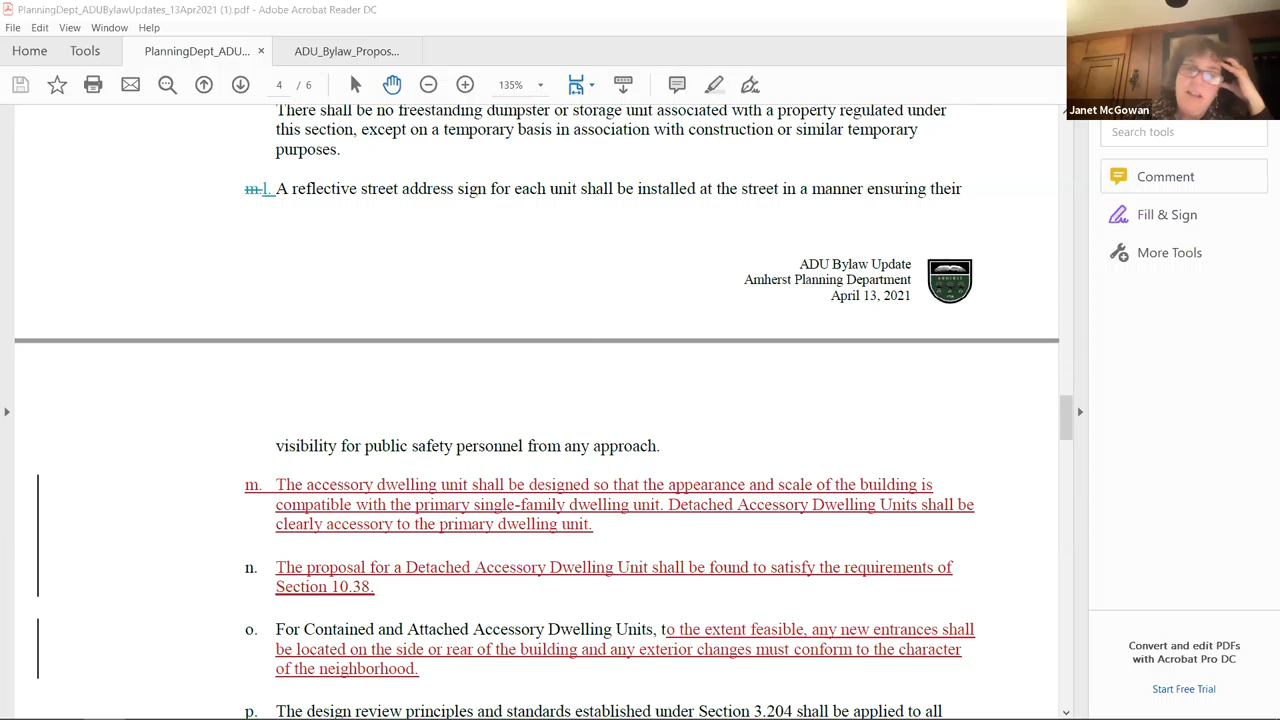 PlanningDept_ADUBylawUpdates_13Apr2021 (1).pdf - Adobe Acrobat Reader DC
File Edit View Window Help
Home Tools PlanningDept_ADU... × ADU_Bylaw_Propos...
4 / 6 135%
Janet McGowan
There shall be no freestanding dumpster or storage unit associated with a property regulated under
this section, except on a temporary basis in association with construction or similar temporary
purposes.
m l. A reflective street address sign for each unit shall be installed at the street in a manner ensuring their
ADU Bylaw Update
Amherst Planning Department
April 13, 2021
visibility for public safety personnel from any approach.
m. The accessory dwelling unit shall be designed so that the appearance and scale of the building is
compatible with the primary single-family dwelling unit. Detached Accessory Dwelling Units shall be
clearly accessory to the primary dwelling unit.
n. The proposal for a Detached Accessory Dwelling Unit shall be found to satisfy the requirements of
Section 10.38.
o. For Contained and Attached Accessory Dwelling Units, to the extent feasible, any new entrances shall
be located on the side or rear of the building and any exterior changes must conform to the character
of the neighborhood.
p. The design review principles and standards established under Section 3.204 shall be applied to all
Search tools
Comment
Fill & Sign
More Tools
Convert and edit PDFs
with Acrobat Pro DC
Start Free Trial